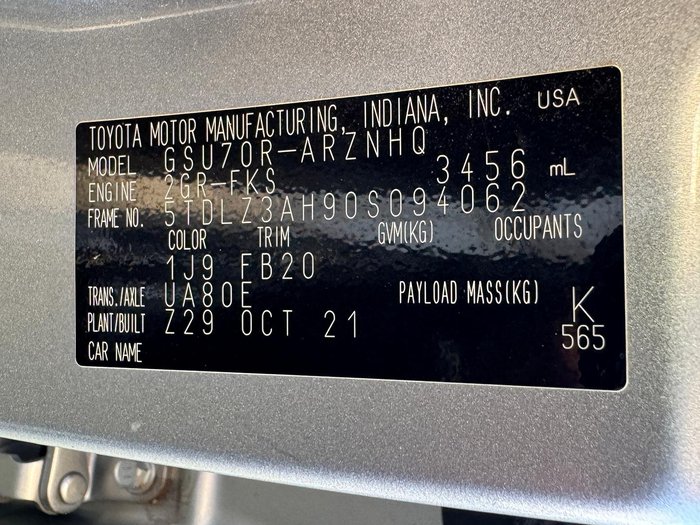 TOYOTA MOTOR MANUFACTURING, INDIANA, INC. USA
MODEL GSU70R-ARZNHQ
ENGINE 2GR-FKS 3456 mL
FRAME NO. 5TDLZ3AH90S094062
COLOR TRIM GVM(KG) OCCUPANTS
1J9 FB20
TRANS./AXLE UA80E PAYLOAD MASS(KG) K
PLANT/BUILT Z29 OCT 21 565
CAR NAME